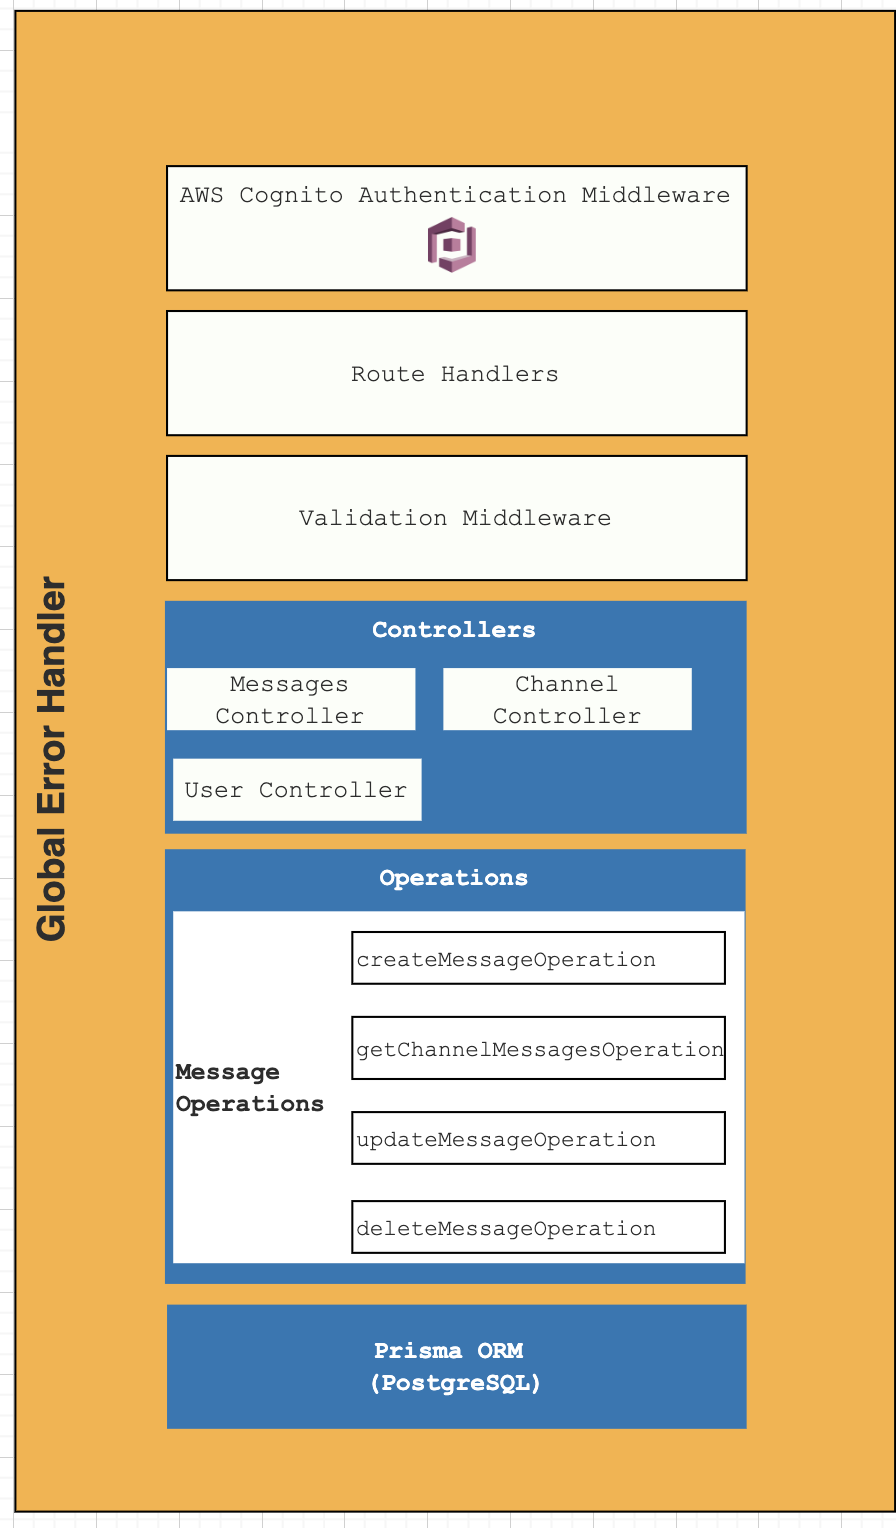 Global Error Handler
AWS Cognito Authentication Middleware
Route Handlers
Validation Middleware
Controllers
Messages
Controller
Channel
Controller
User Controller
Operations
Message
Operations
createMessageOperation
getChannelMessagesOperation
updateMessageOperation
deleteMessageOperation
Prisma ORM
(PostgreSQL)